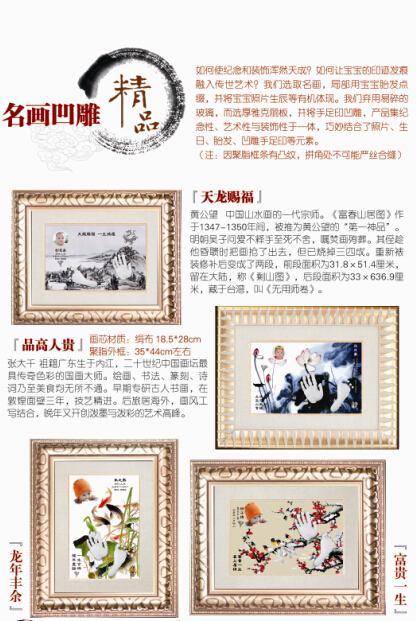 名画凹雕
精品
如何使纪念和装饰浑然天成？如何让宝宝的印迹发痕
融入传世艺术？我们选取名画，局部用宝宝胎发点
缀，并将宝宝照片生辰等有机体现。我们弃用易碎的
玻璃，而选厚雅克丽板，并将手足印凹雕，产品集纪
念性、艺术性与装饰性于一体，巧妙结合了照片、生
日、胎发、凹雕手足印等元素。
（注：因聚脂框条有凸纹，拼角处不可能严丝合缝）
『天龙赐福』
黄公望 中国山水画的一代宗师。《富春山居图》作
于1347-1350年间，被推为黄公望的“第一神品”。
明朝吴子问爱不释手至死不舍，嘱焚画殉葬。其侄趁
他昏聩时把画抢了出去，但已烧掉三四成。重新裱
装修补后变成了两段，前段面积为31.8×51.4厘米，
留在大陆，称《剩山图》，后段面积为33×636.9厘
米，藏于台湾，叫《无用师卷》。
『品高人贵』
画芯材质：绢布 18.5*28cm
聚脂外框：35*44cm左右
张大千 祖籍广东生于内江，二十世纪中国画坛最
具传奇色彩的国画大师。绘画、书法、篆刻、诗
词乃至美食均无所不通。早期专研古人书画，在
敦煌面壁三年，技艺精进。后旅居海外，画风工
写结合，晚年又开创泼墨与泼彩的艺术高峰。
『龙年丰余』
『富贵一生』